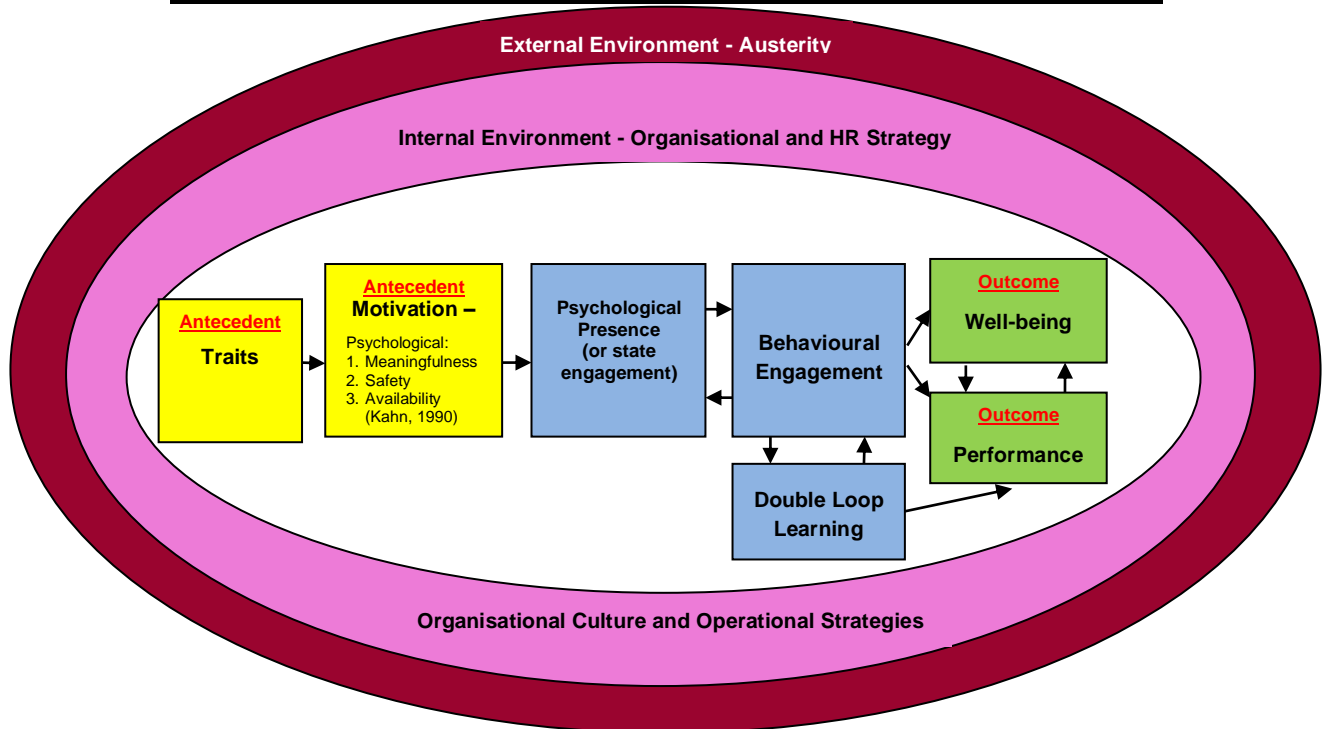 External Environment - Austerity
Internal Environment - Organisational and HR Strategy
Antecedent
Traits
Antecedent
Motivation –
Psychological:
1. Meaningfulness
2. Safety
3. Availability
(Kahn, 1990)
Psychological
Presence
(or state
engagement)
Behavioural
Engagement
Outcome
Well-being
Outcome
Performance
Double Loop
Learning
Organisational Culture and Operational Strategies